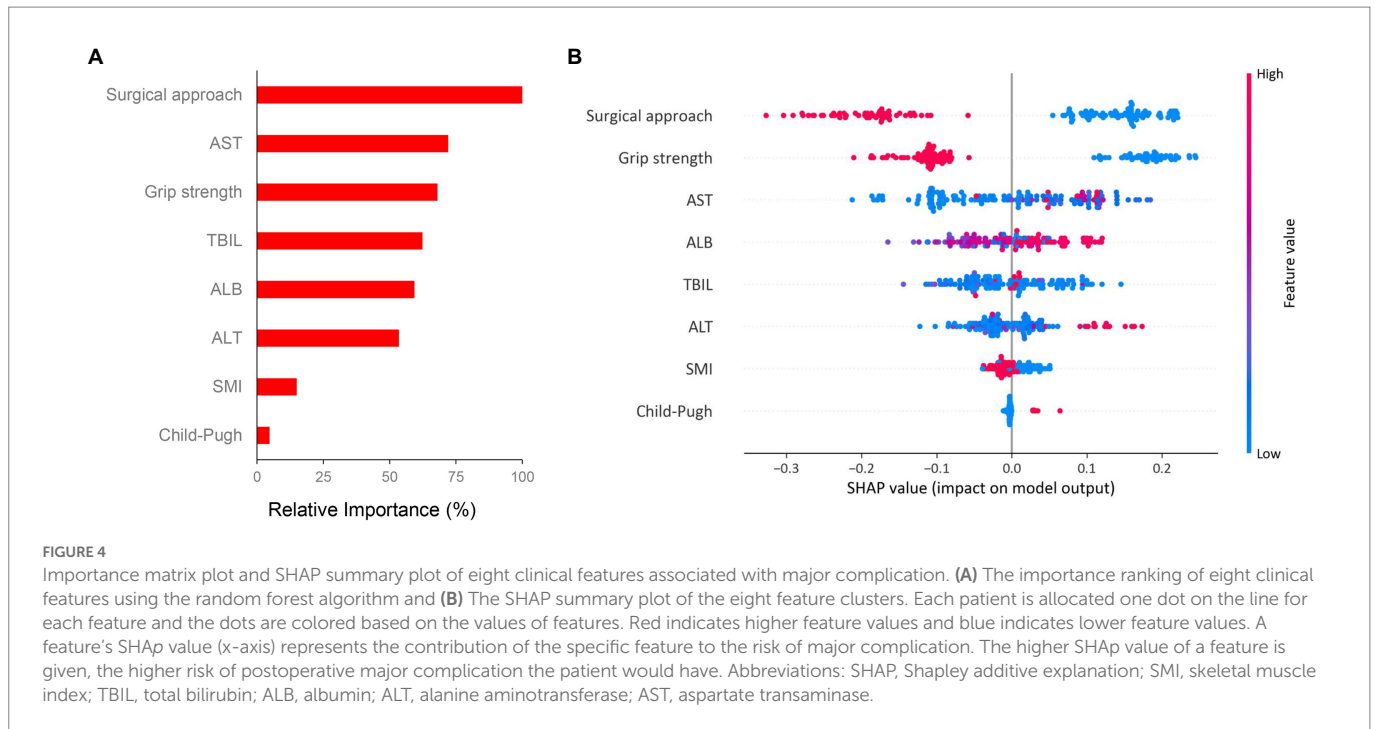 A
Surgical approach
AST
Grip strength
TBIL
ALB
ALT
SMI
Child-Pugh
0 25 50 75 100
Relative Importance (%)
B
Surgical approach
Grip strength
AST
ALB
TBIL
ALT
SMI
Child-Pugh
−0.3 −0.2 −0.1 0.0 0.1 0.2
SHAP value (impact on model output)
High
Feature value
Low
FIGURE 4
Importance matrix plot and SHAP summary plot of eight clinical features associated with major complication. (A) The importance ranking of eight clinical
features using the random forest algorithm and (B) The SHAP summary plot of the eight feature clusters. Each patient is allocated one dot on the line for
each feature and the dots are colored based on the values of features. Red indicates higher feature values and blue indicates lower feature values. A
feature's SHAp value (x-axis) represents the contribution of the specific feature to the risk of major complication. The higher SHAp value of a feature is
given, the higher risk of postoperative major complication the patient would have. Abbreviations: SHAP, Shapley additive explanation; SMI, skeletal muscle
index; TBIL, total bilirubin; ALB, albumin; ALT, alanine aminotransferase; AST, aspartate transaminase.